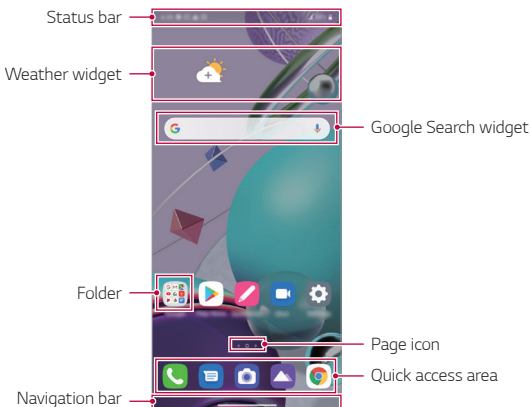 Status bar
Weather widget
Google Search widget
Folder
Page icon
Quick access area
Navigation bar